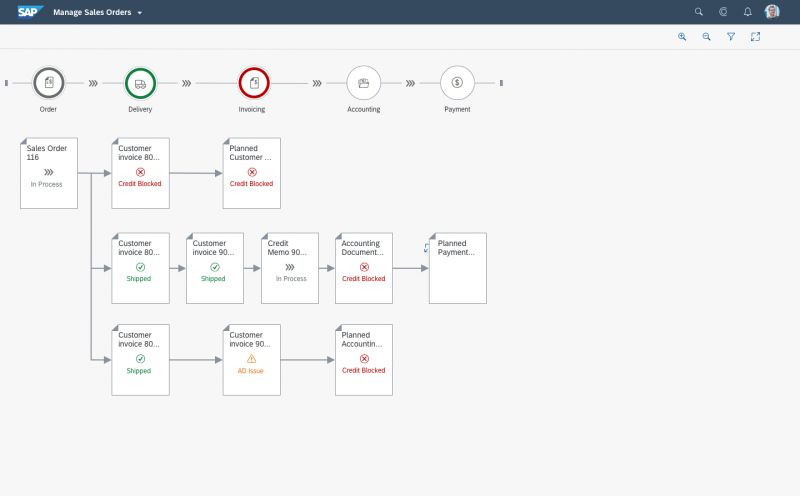 SAP Manage Sales Orders
Order
Delivery
Invoicing
Accounting
Payment
Sales Order
116
In Process
Customer
invoice 80...
Credit Blocked
Planned
Customer ...
Credit Blocked
Customer
invoice 80...
Shipped
Customer
invoice 90...
Shipped
Credit
Memo 90...
In Process
Accounting
Document...
Credit Blocked
Planned
Payment...
Customer
invoice 80...
Shipped
Customer
invoice 90...
AD Issue
Planned
Accountin...
Credit Blocked